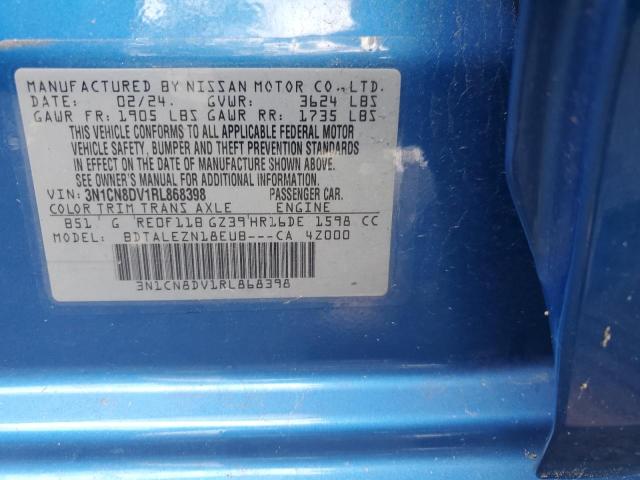 MANUFACTURED BY NISSAN MOTOR CO., LTD.
DATE: 02/24. GVWR: 3624 LBS
GAWR FR: 1905 LBS GAWR RR: 1735 LBS
THIS VEHICLE CONFORMS TO ALL APPLICABLE FEDERAL MOTOR
VEHICLE SAFETY, BUMPER AND THEFT PREVENTION STANDARDS
IN EFFECT ON THE DATE OF MANUFACTURE SHOWN ABOVE.
SEE OWNER'S MANUAL FOR ADDITIONAL INFORMATION
VIN: 3N1CN8DV1RL868398 PASSENGER CAR.
COLOR TRIM TRANS AXLE ENGINE
B51 G RE0F11B GZ39 HR16DE 1598 CC
MODEL: BDTALEZN18EUB---CA 4Z000
3N1CN8DV1RL868398